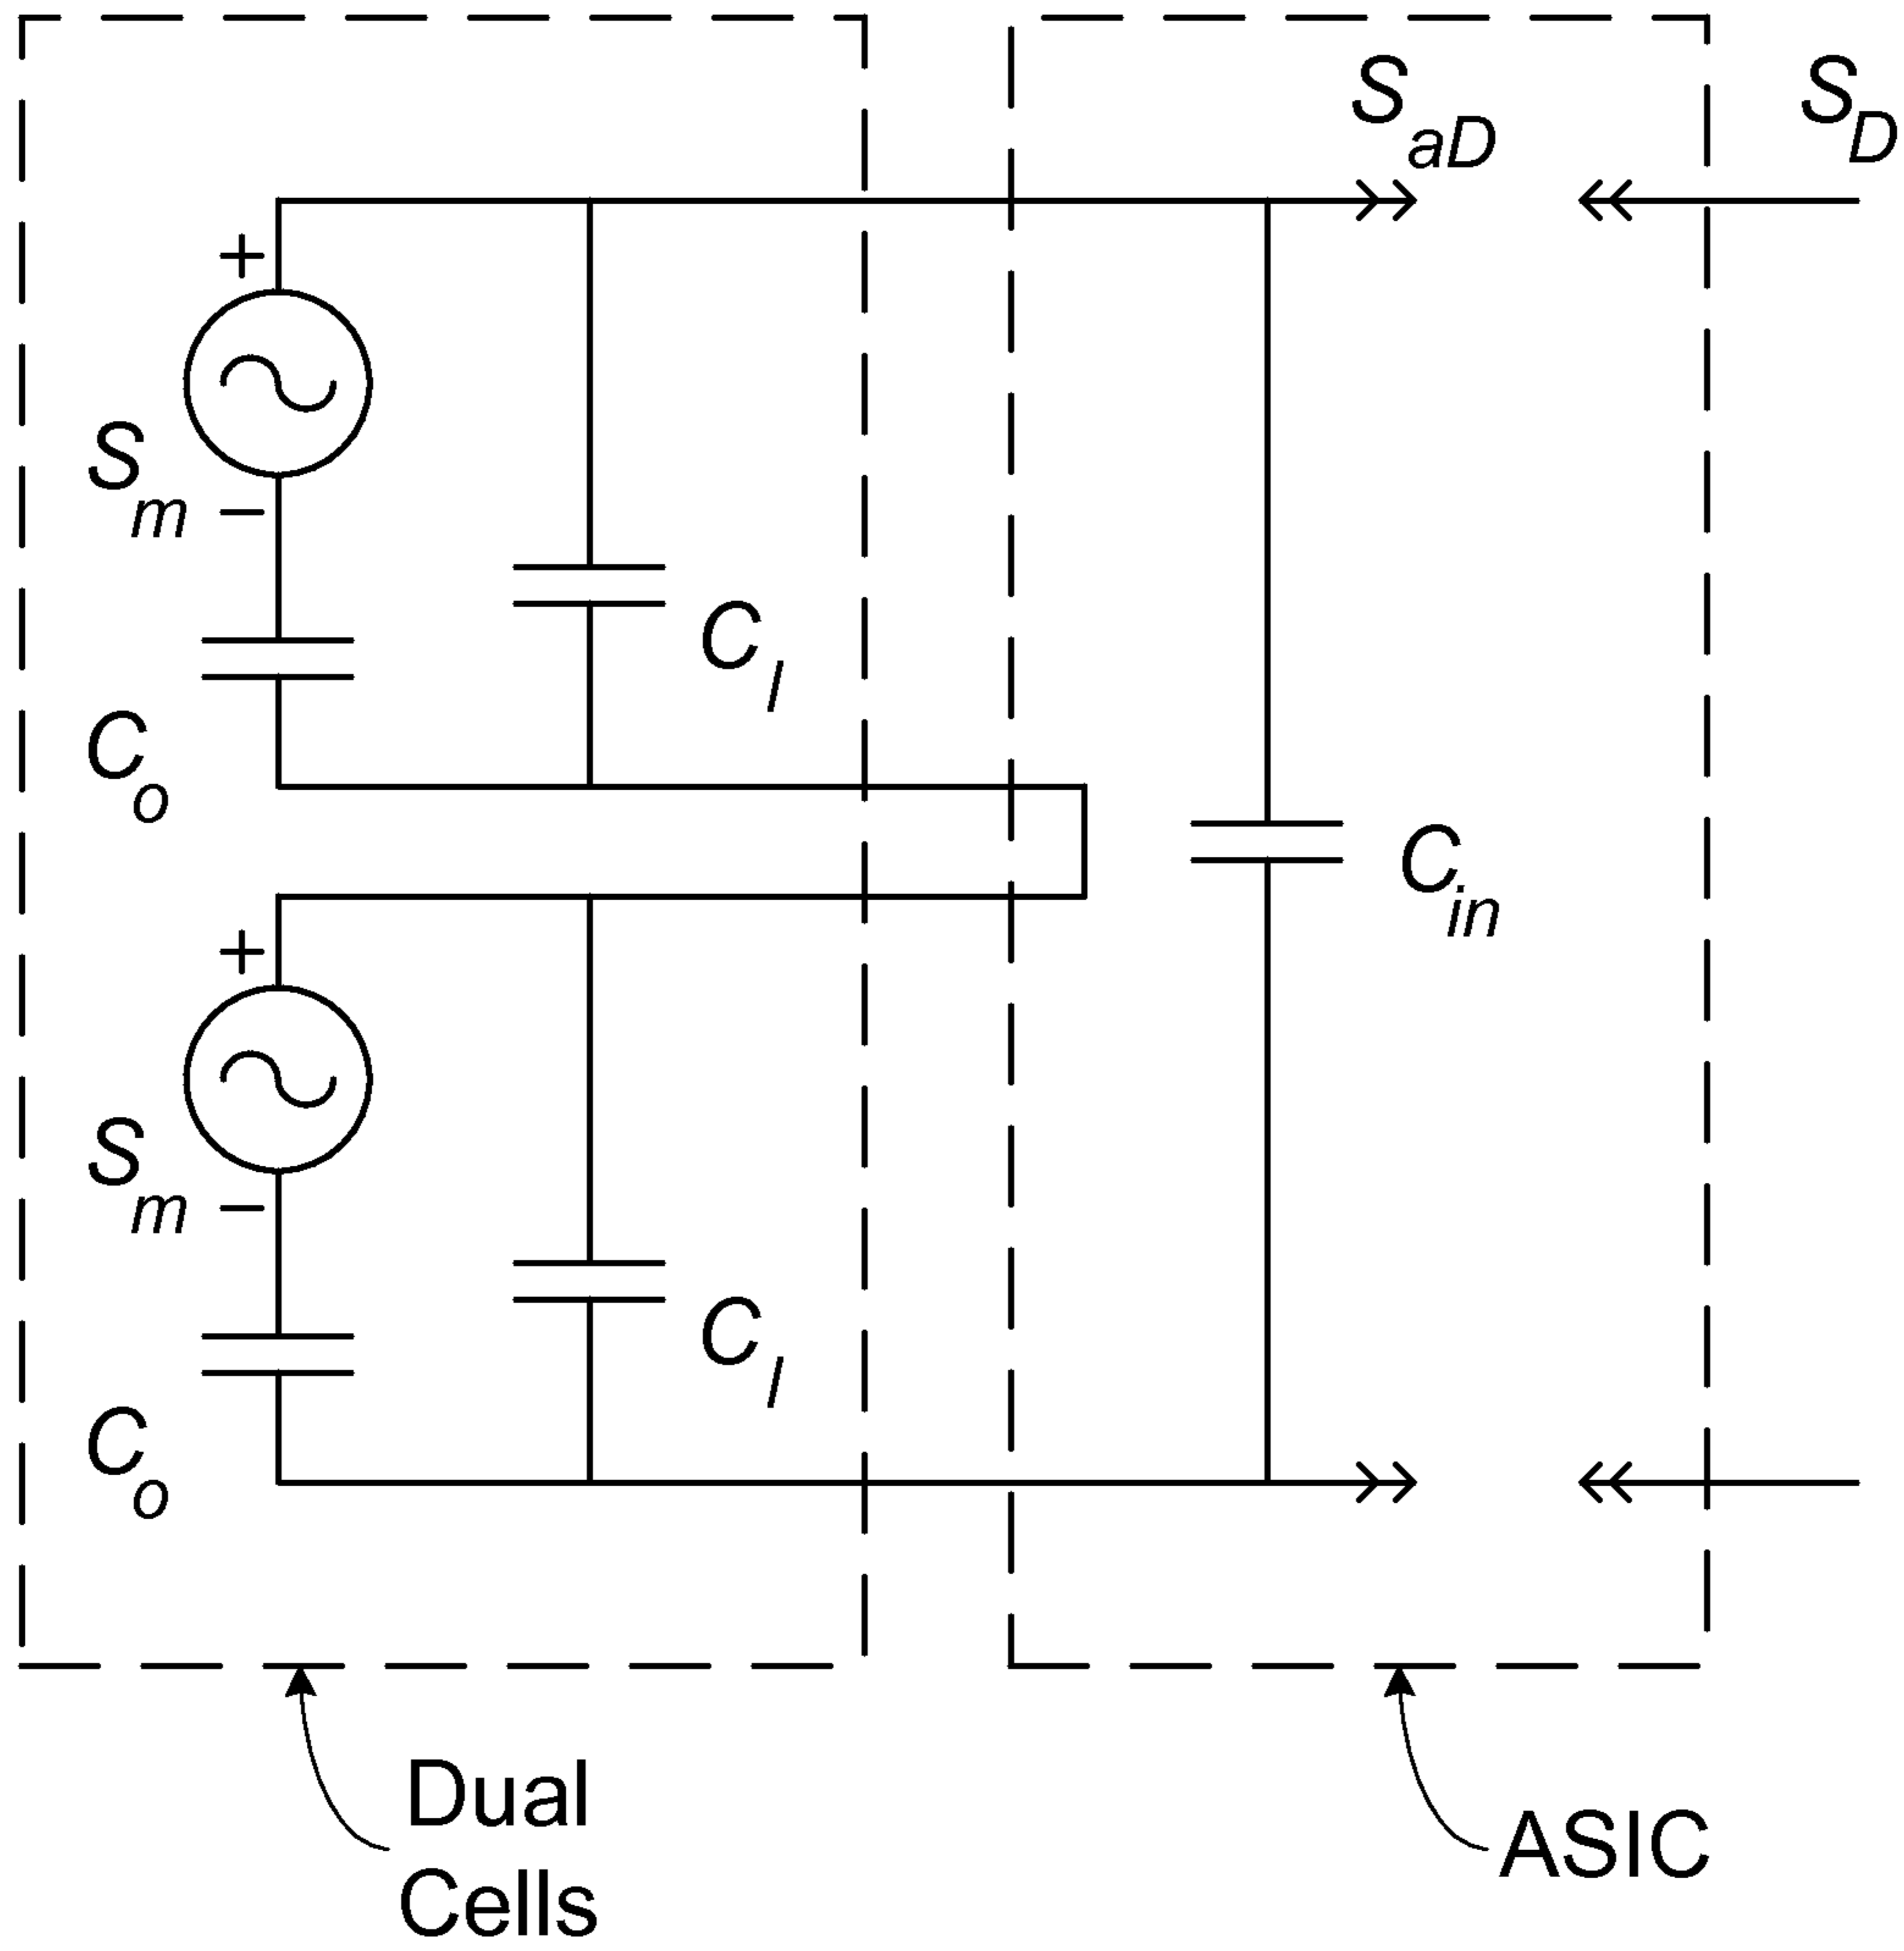 S_aD
S_D
+
S_m
−
C_l
C_o
C_in
+
S_m
−
C_l
C_o
Dual
Cells
ASIC